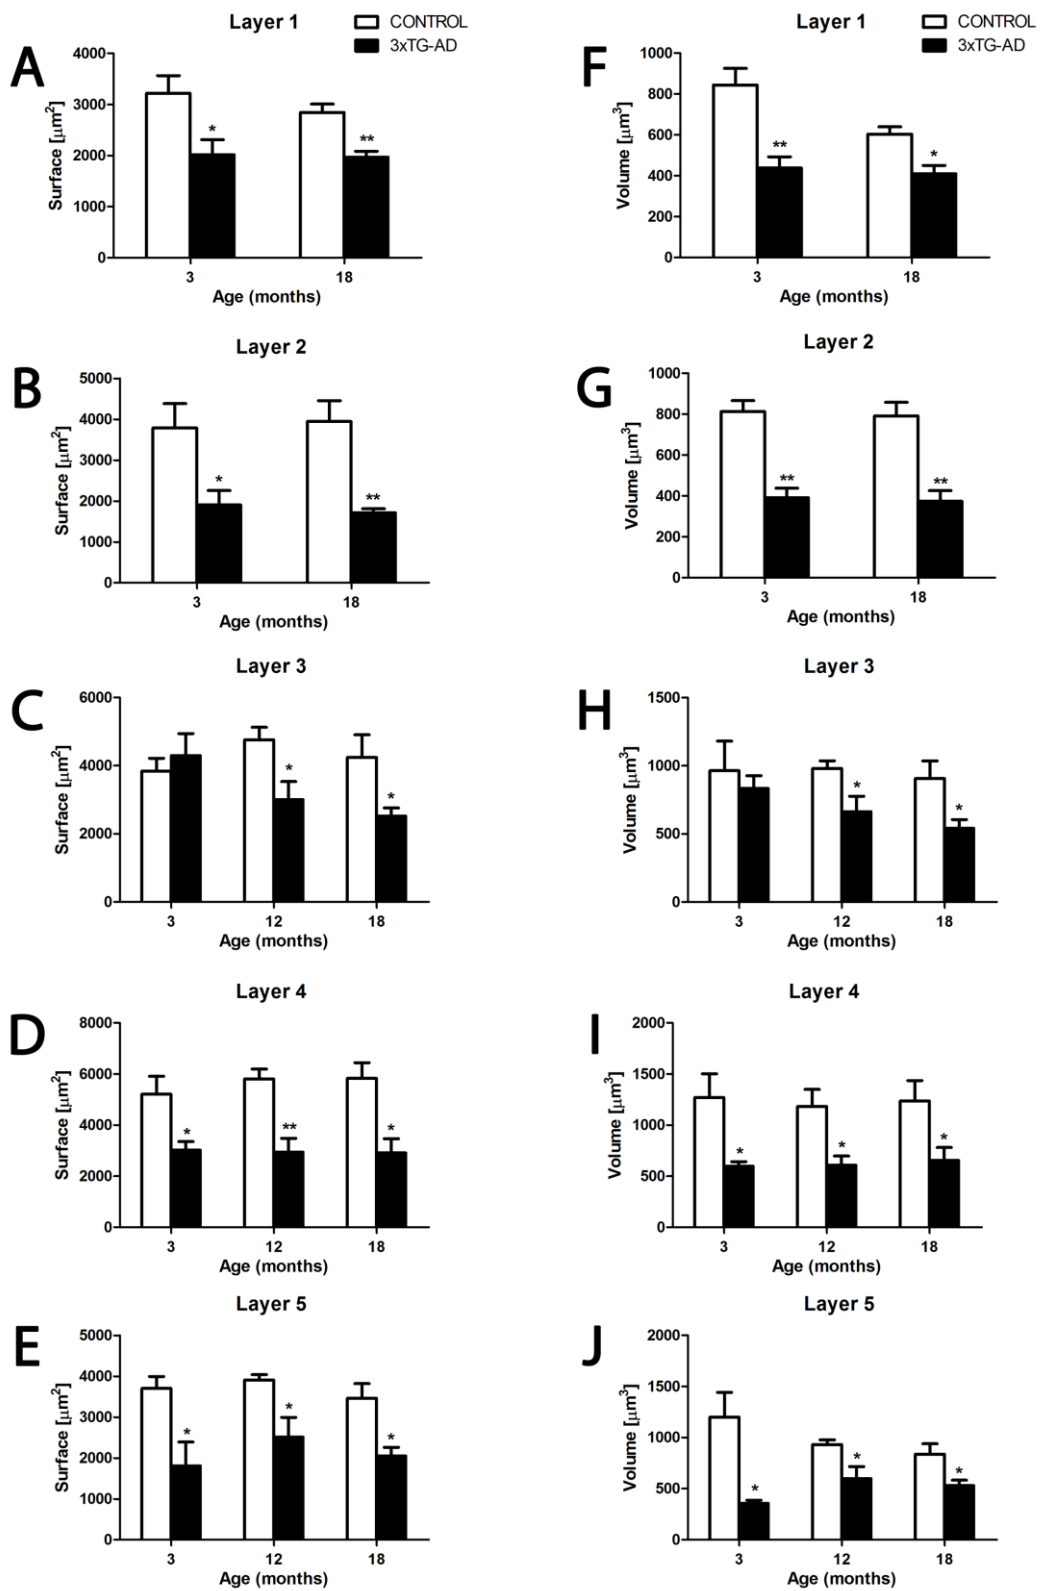 Layer 1
CONTROL
3xTG-AD
A
Surface [μm²]
4000
3000
2000
1000
0
*
**
3
18
Age (months)
Layer 1
CONTROL
3xTG-AD
F
Volume [μm³]
1000
800
600
400
200
0
**
*
3
18
Age (months)
Layer 2
B
Surface [μm²]
5000
4000
3000
2000
1000
0
*
**
3
18
Age (months)
Layer 2
G
Volume [μm³]
1000
800
600
400
200
0
**
**
3
18
Age (months)
Layer 3
C
Surface [μm²]
6000
4000
2000
0
*
*
3
12
18
Age (months)
Layer 3
H
Volume [μm³]
1500
1000
500
0
*
*
3
12
18
Age (months)
Layer 4
D
Surface [μm²]
8000
6000
4000
2000
0
*
**
*
3
12
18
Age (months)
Layer 4
I
Volume [μm³]
2000
1500
1000
500
0
*
*
*
3
12
18
Age (months)
Layer 5
E
Surface [μm²]
5000
4000
3000
2000
1000
0
*
*
*
3
12
18
Age (months)
Layer 5
J
Volume [μm³]
2000
1500
1000
500
0
*
*
*
3
12
18
Age (months)